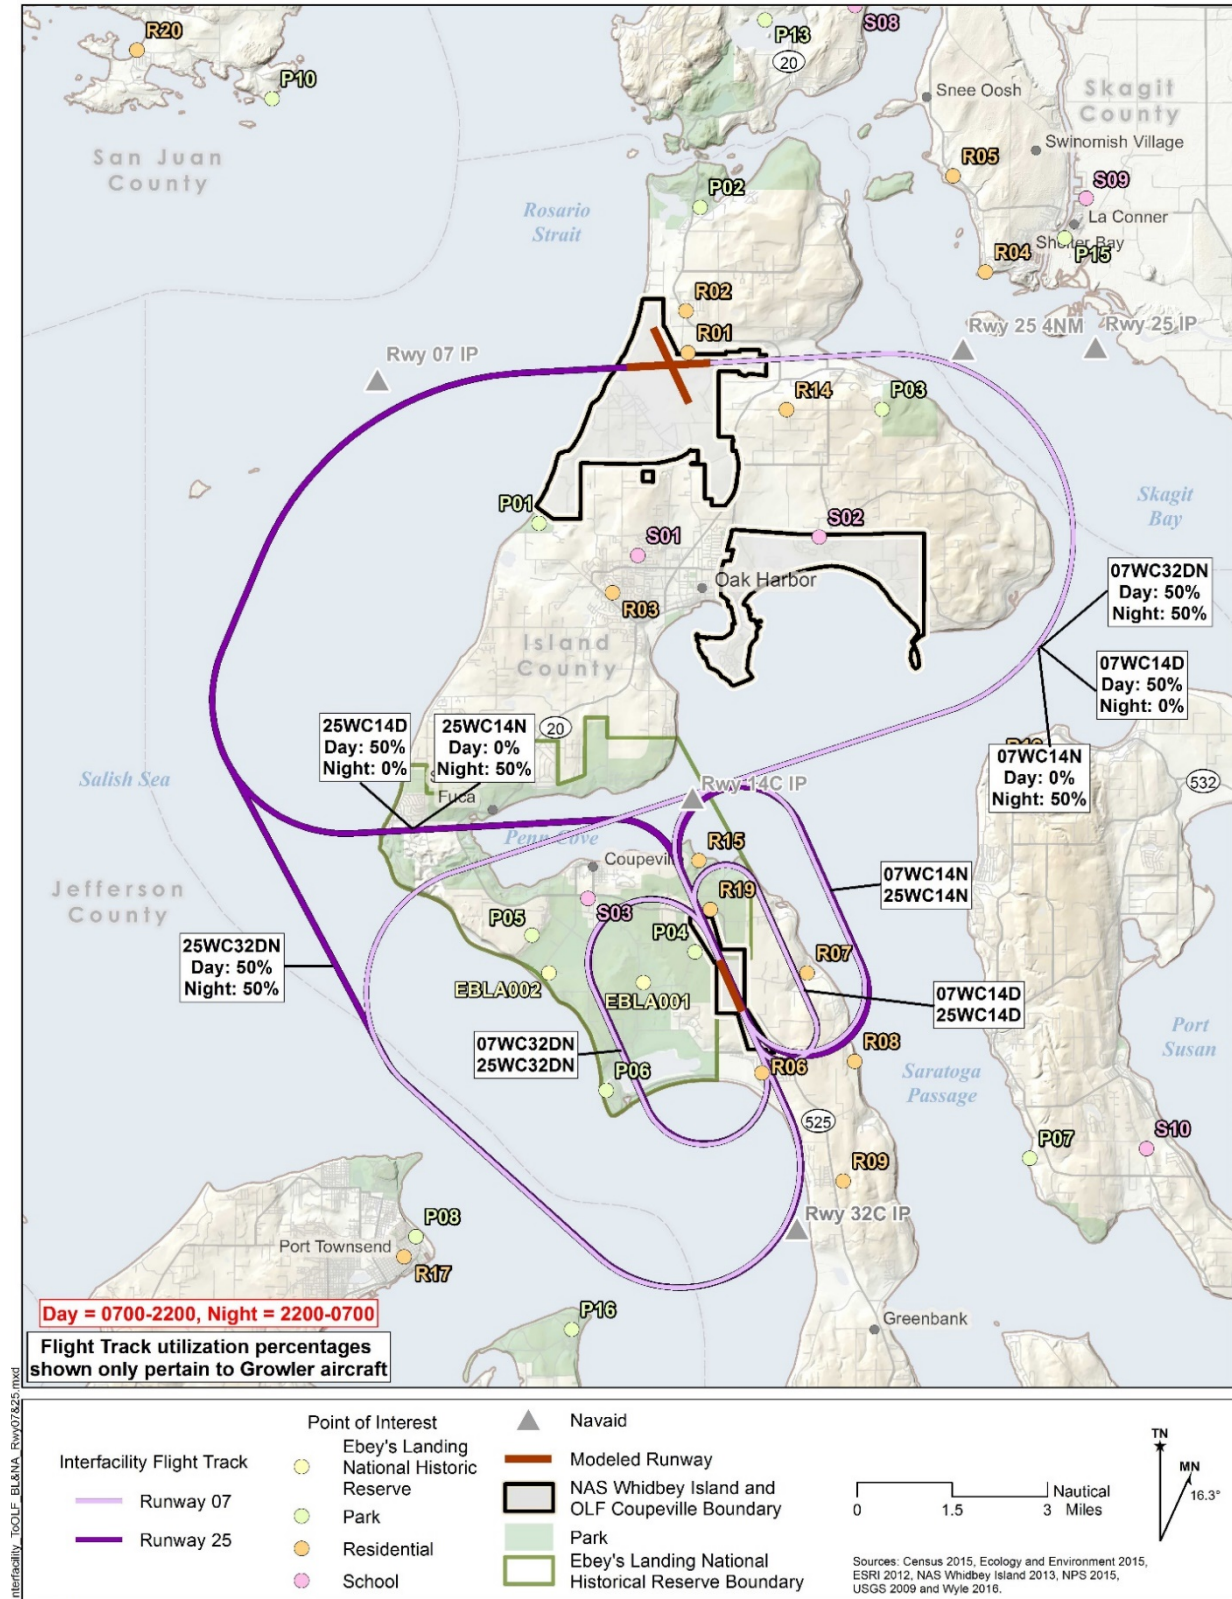 R20
P10
P13
S08
20
Snee Oosh
Skagit
County
San Juan
County
Swinomish Village
R05
P02
S09
Rosario
Strait
La Conner
Shelter Bay
P15
R04
R02
R01
Rwy 07 IP
Rwy 25 4NM
Rwy 25 IP
R14
P03
P01
S01
S02
Skagit
Bay
Oak Harbor
R03
07WC32DN
Day: 50%
Night: 50%
Island
County
07WC14D
Day: 50%
Night: 0%
25WC14D
Day: 50%
Night: 0%
25WC14N
Day: 0%
Night: 50%
20
07WC14N
Day: 0%
Night: 50%
Salish Sea
Rwy 14C IP
532
Fuca
Penn Cove
R15
Coupeville
Jefferson
County
07WC14N
25WC14N
S03
R19
P05
P04
25WC32DN
Day: 50%
Night: 50%
R07
EBLA002
EBLA001
07WC14D
25WC14D
Port
Susan
07WC32DN
25WC32DN
R08
R06
P06
Saratoga
Passage
525
P07
S10
R09
Rwy 32C IP
P08
Port Townsend
R17
Day = 0700-2200, Night = 2200-0700
P16
Greenbank
Flight Track utilization percentages
shown only pertain to Growler aircraft
nterfacility_ToOLF_BL&NA_Rwy07&25.mxd
Interfacility Flight Track
Runway 07
Runway 25
Point of Interest
Ebey's Landing
National Historic
Reserve
Park
Residential
School
Navaid
Modeled Runway
NAS Whidbey Island and
OLF Coupeville Boundary
Park
Ebey's Landing National
Historical Reserve Boundary
0 1.5 3 Nautical
Miles
TN
MN
16.3°
Sources: Census 2015, Ecology and Environment 2015,
ESRI 2012, NAS Whidbey Island 2013, NPS 2015,
USGS 2009 and Wyle 2016.